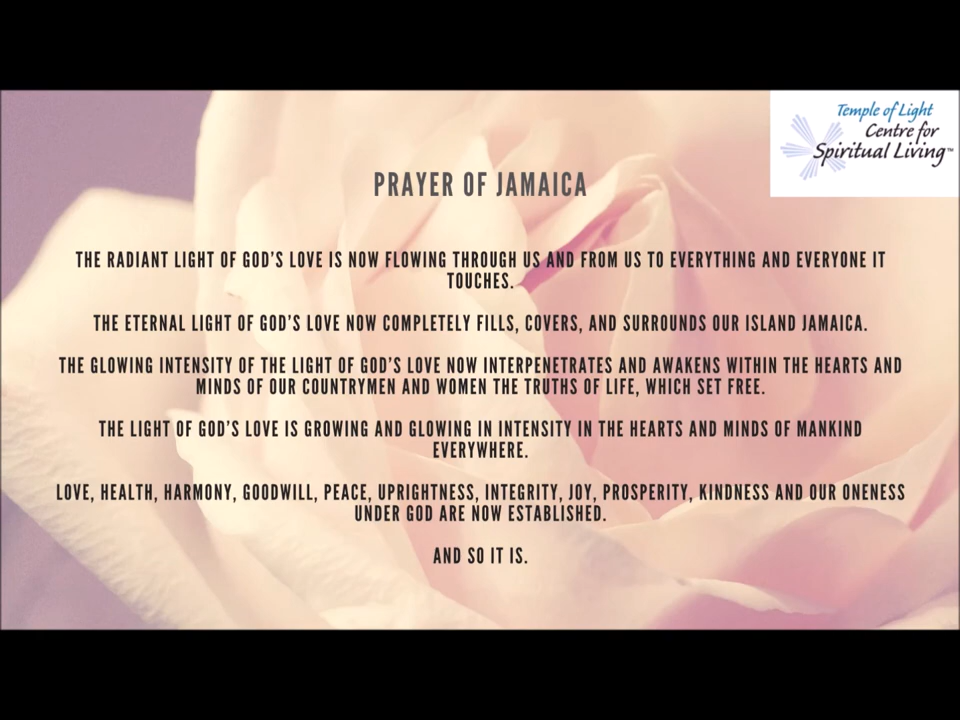 Temple of Light
Centre for
Spiritual Living™
PRAYER OF JAMAICA
THE RADIANT LIGHT OF GOD'S LOVE IS NOW FLOWING THROUGH US AND FROM US TO EVERYTHING AND EVERYONE IT
TOUCHES.
THE ETERNAL LIGHT OF GOD'S LOVE NOW COMPLETELY FILLS, COVERS, AND SURROUNDS OUR ISLAND JAMAICA.
THE GLOWING INTENSITY OF THE LIGHT OF GOD'S LOVE NOW INTERPENETRATES AND AWAKENS WITHIN THE HEARTS AND
MINDS OF OUR COUNTRYMEN AND WOMEN THE TRUTHS OF LIFE, WHICH SET FREE.
THE LIGHT OF GOD'S LOVE IS GROWING AND GLOWING IN INTENSITY IN THE HEARTS AND MINDS OF MANKIND
EVERYWHERE.
LOVE, HEALTH, HARMONY, GOODWILL, PEACE, UPRIGHTNESS, INTEGRITY, JOY, PROSPERITY, KINDNESS AND OUR ONENESS
UNDER GOD ARE NOW ESTABLISHED.
AND SO IT IS.